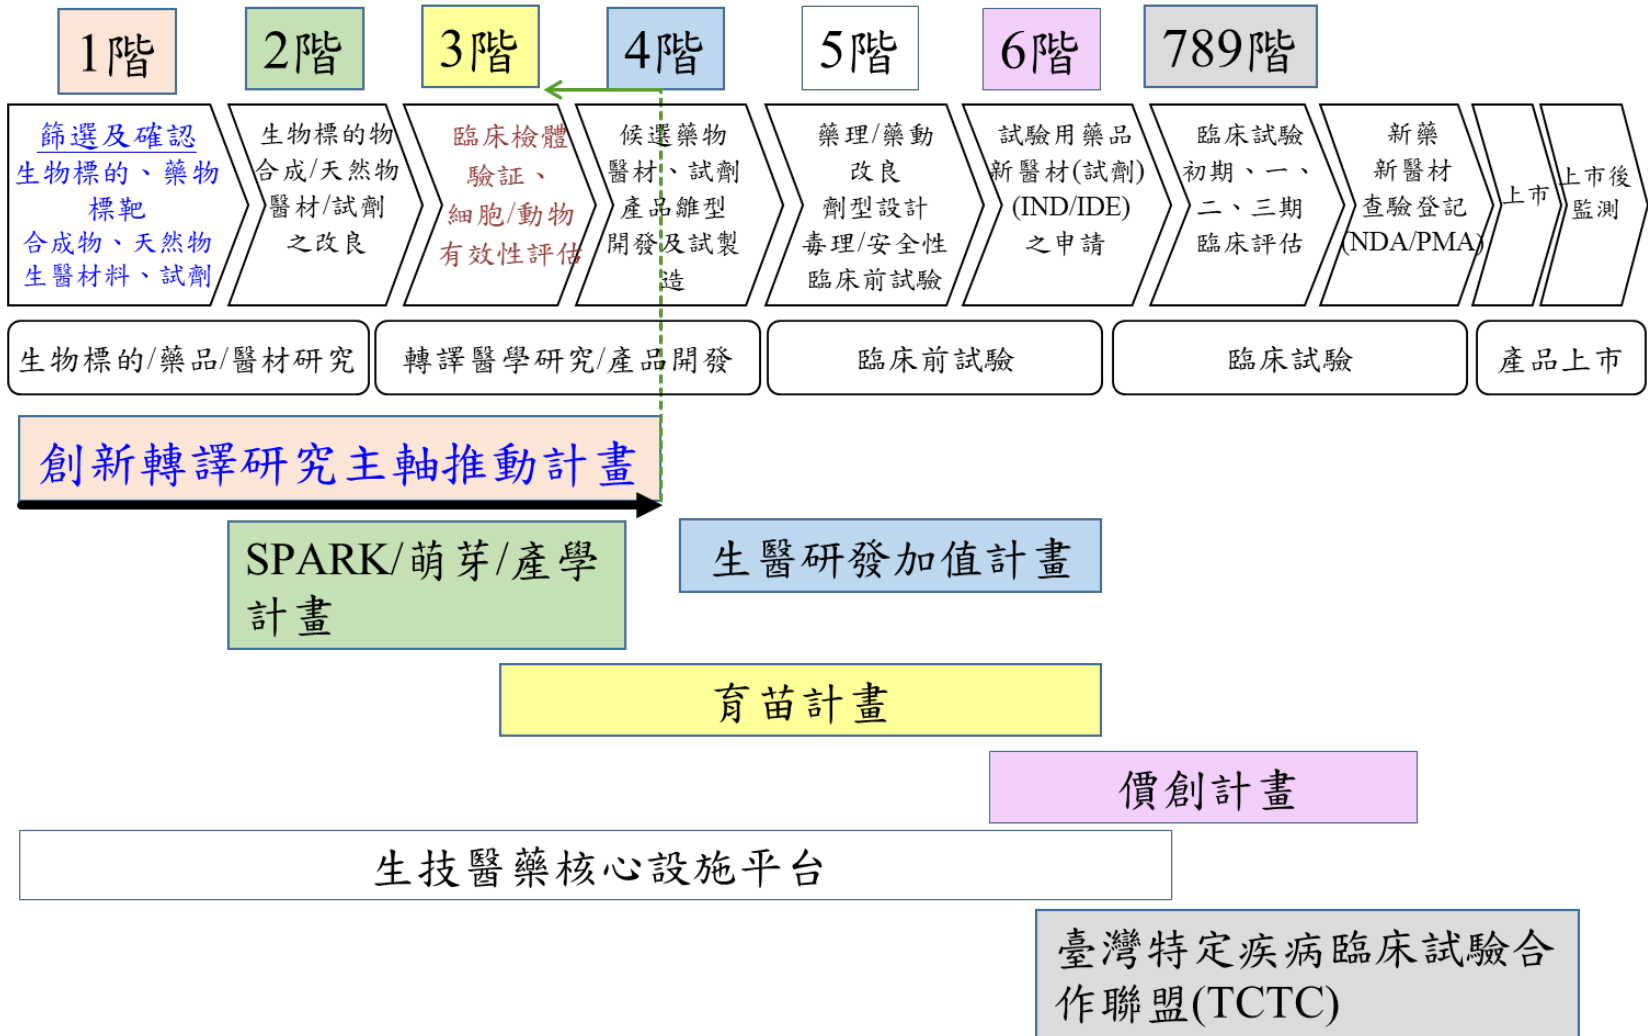 1階
2階
3階
4階
5階
6階
789階
篩選及確認
生物標的、藥物
標靶
合成物、天然物
生醫材料、試劑
生物標的物
合成/天然物
醫材/試劑
之改良
臨床檢體
驗証、
細胞/動物
有效性評估
候選藥物
醫材、試劑
產品雛型
開發及試製
造
藥理/藥動
改良
劑型設計
毒理/安全性
臨床前試驗
試驗用藥品
新醫材(試劑)
(IND/IDE)
之申請
臨床試驗
初期、一、
二、三期
臨床評估
新藥
新醫材
查驗登記
(NDA/PMA)
上市
上市後
監測
生物標的/藥品/醫材研究
轉譯醫學研究/產品開發
臨床前試驗
臨床試驗
產品上市
創新轉譯研究主軸推動計畫
SPARK/萌芽/產學
計畫
生醫研發加值計畫
育苗計畫
價創計畫
生技醫藥核心設施平台
臺灣特定疾病臨床試驗合
作聯盟(TCTC)